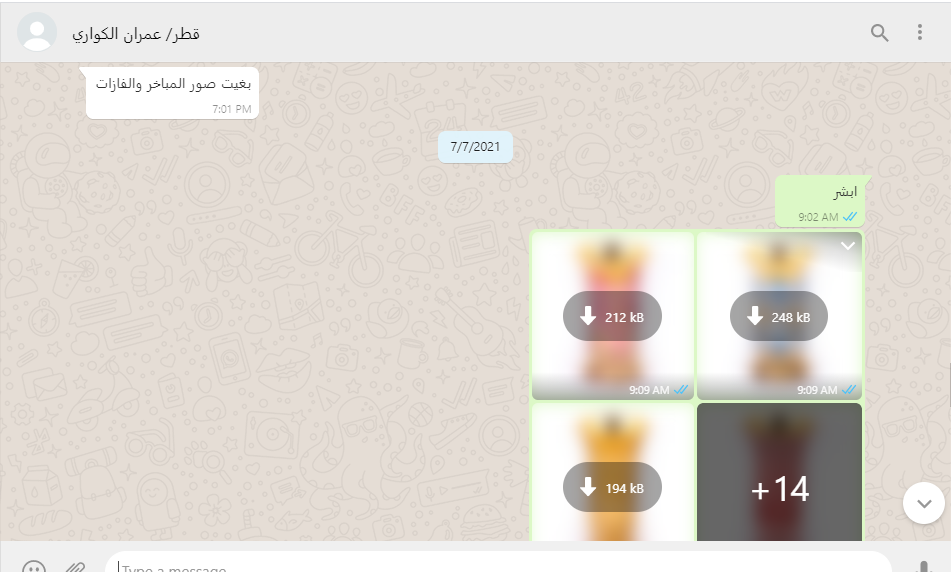 قطر/ عمران الكواري
بغيت صور المباخر والفازات
7:01 PM
7/7/2021
ابشر
9:02 AM
212 kB
9:09 AM
248 kB
9:09 AM
194 kB
+14
Type a message